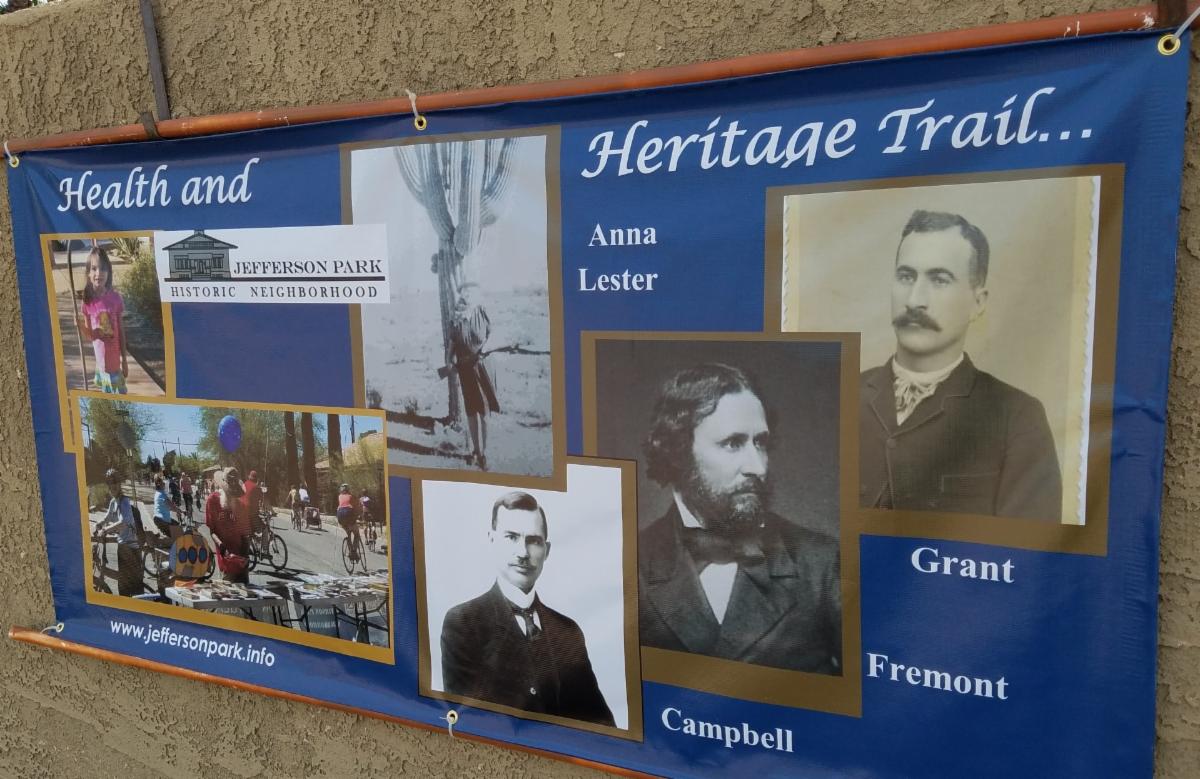 Health and
Heritage Trail...
JEFFERSON PARK
HISTORIC NEIGHBORHOOD
Anna
Lester
Grant
Fremont
Campbell
www.jeffersonpark.info